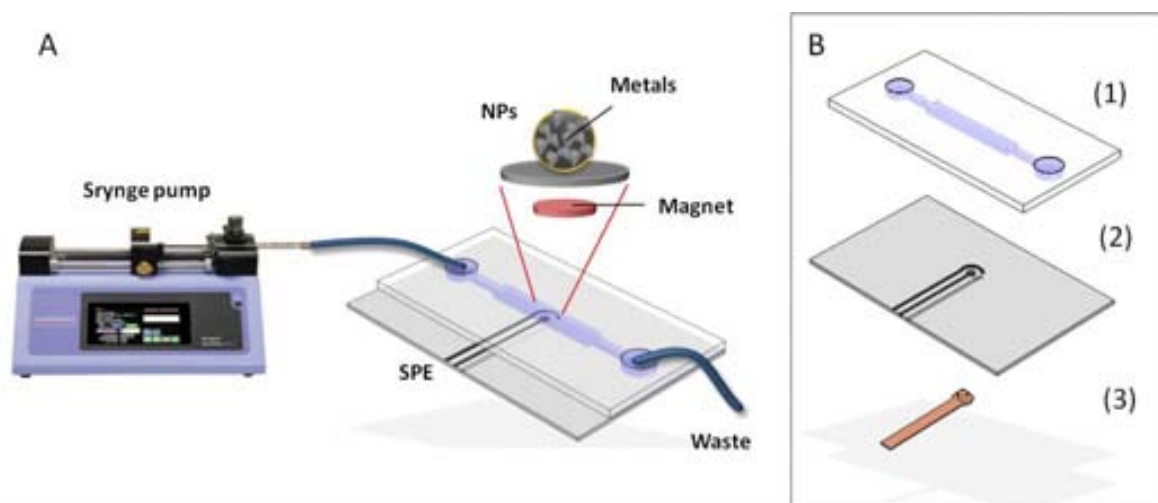 A
B
Metals
NPs
(1)
Srynge pump
Magnet
(2)
SPE
(3)
Waste